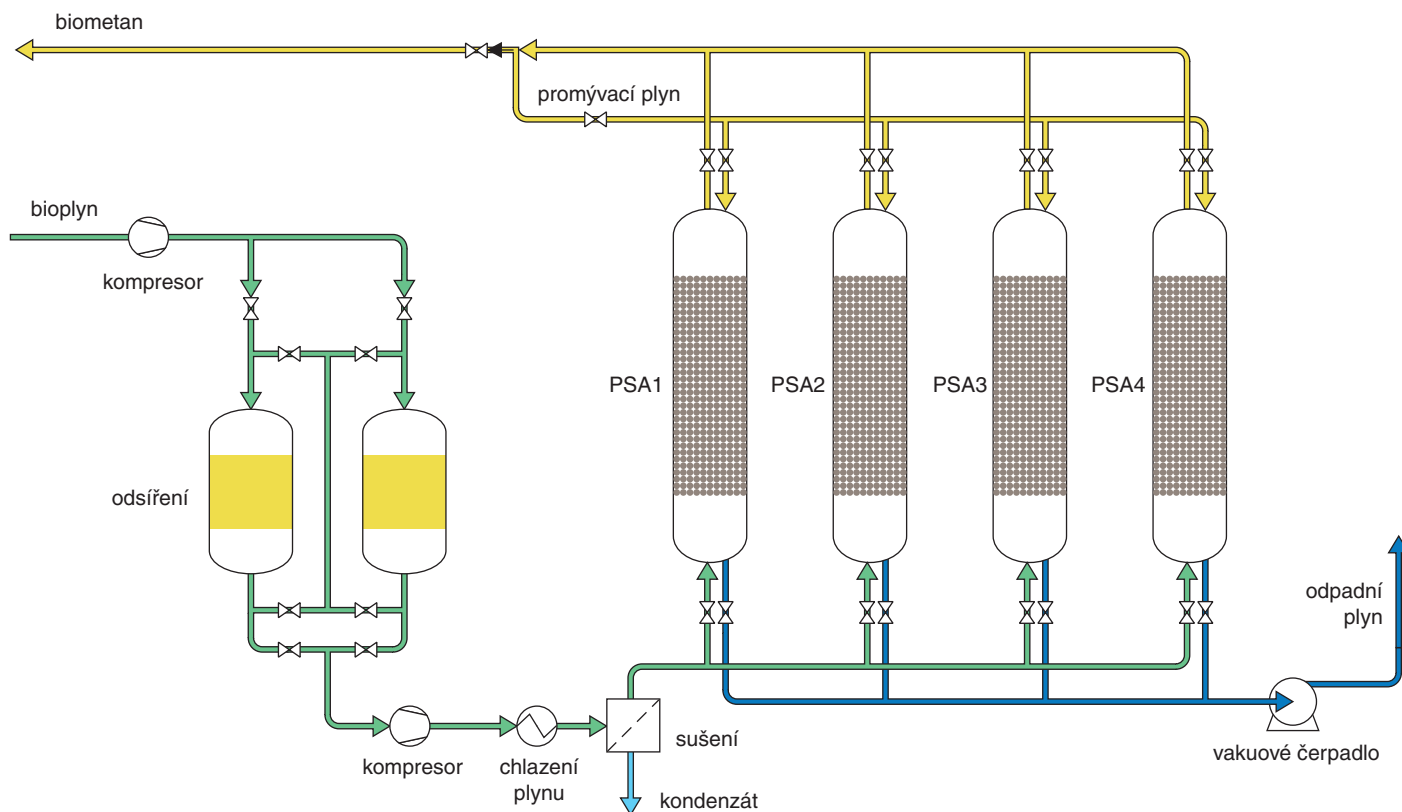 biometan
promývací plyn
bioplyn
kompresor
PSA1
PSA2
PSA3
PSA4
odsíření
odpadní
plyn
sušení
vakuové čerpadlo
kompresor
chlazení
plynu
kondenzát